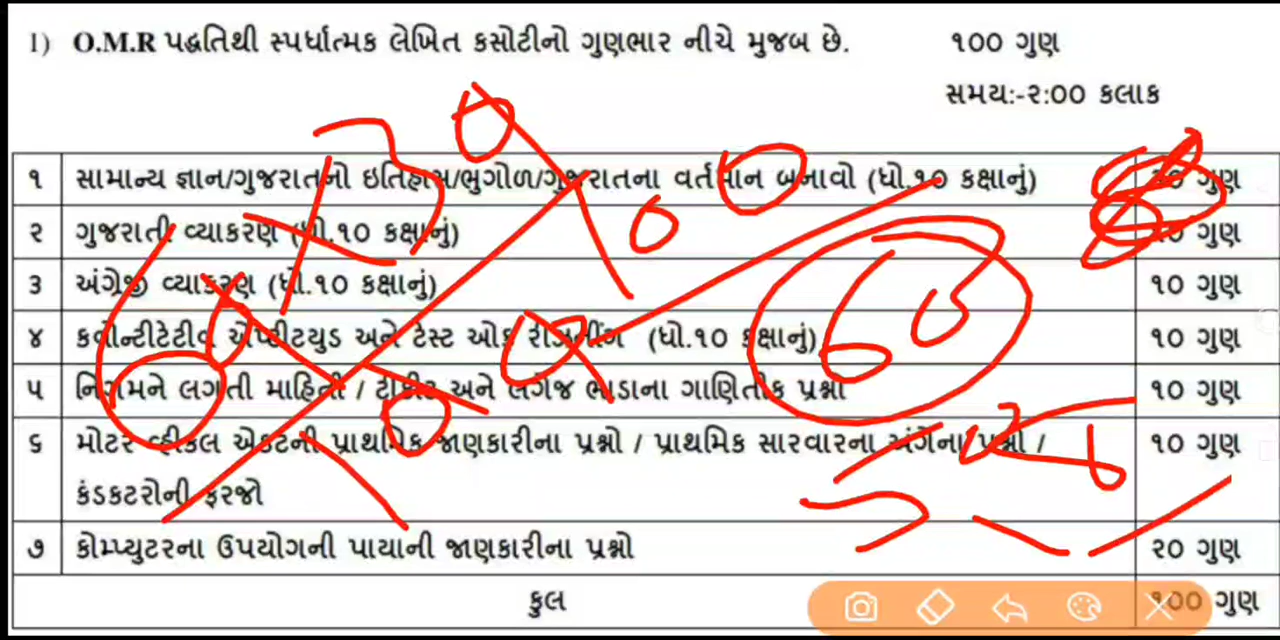 1) O.M.R પદ્ધતિથી સ્પર્ધાત્મક લેખિત કસોટીનો ગુણભાર નીચે મુજબ છે. ૧૦૦ ગુણ
સમય:-૨:૦૦ કલાક
૧ સામાન્ય જ્ઞાન/ગુજરાતનો ઇતિહાસ/ભુગોળ/ગુજરાતના વર્તમાન બનાવો (ધો.૧૦ કક્ષાનું) ગુણ
૨ ગુજરાતી વ્યાકરણ (ધો.૧૦ કક્ષાનું) ગુણ
૩ અંગ્રેજી વ્યાકરણ (ધો.૧૦ કક્ષાનું) ૧૦ ગુણ
૪ કવોન્ટીટેટીવ એપ્ટીટયુડ અને ટેસ્ટ ઓફ રીઝનીંગ (ધો.૧૦ કક્ષાનું) ૧૦ ગુણ
૫ નિગમને લગતી માહિતી / ટીકીટ અને લગેજ ભાડાના ગાણિતીક પ્રશ્નો ૧૦ ગુણ
૬ મોટર વ્હીકલ એકટની પ્રાથમિક જાણકારીના પ્રશ્નો / પ્રાથમિક સારવારના અંગેના પ્રશ્નો / ૧૦ ગુણ
કંડકટરોની ફરજો
૭ કોમ્પ્યુટરના ઉપયોગની પાયાની જાણકારીના પ્રશ્નો ૨૦ ગુણ
કુલ ૧૦૦ ગુણ